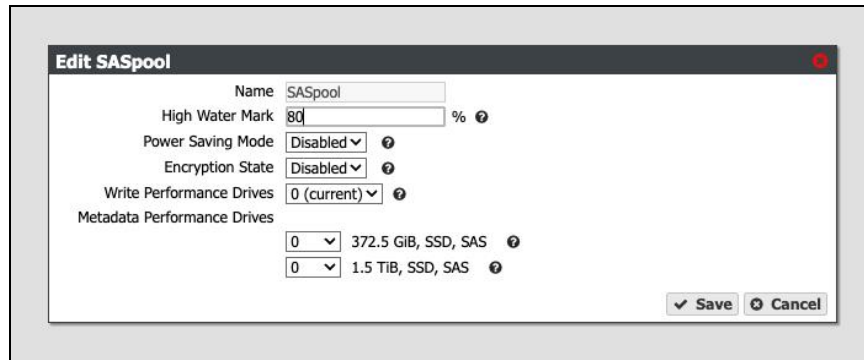 Edit SASpool
Name SASpool
High Water Mark 80 %
Power Saving Mode Disabled
Encryption State Disabled
Write Performance Drives 0 (current)
Metadata Performance Drives
0 372.5 GiB, SSD, SAS
0 1.5 TiB, SSD, SAS
Save Cancel